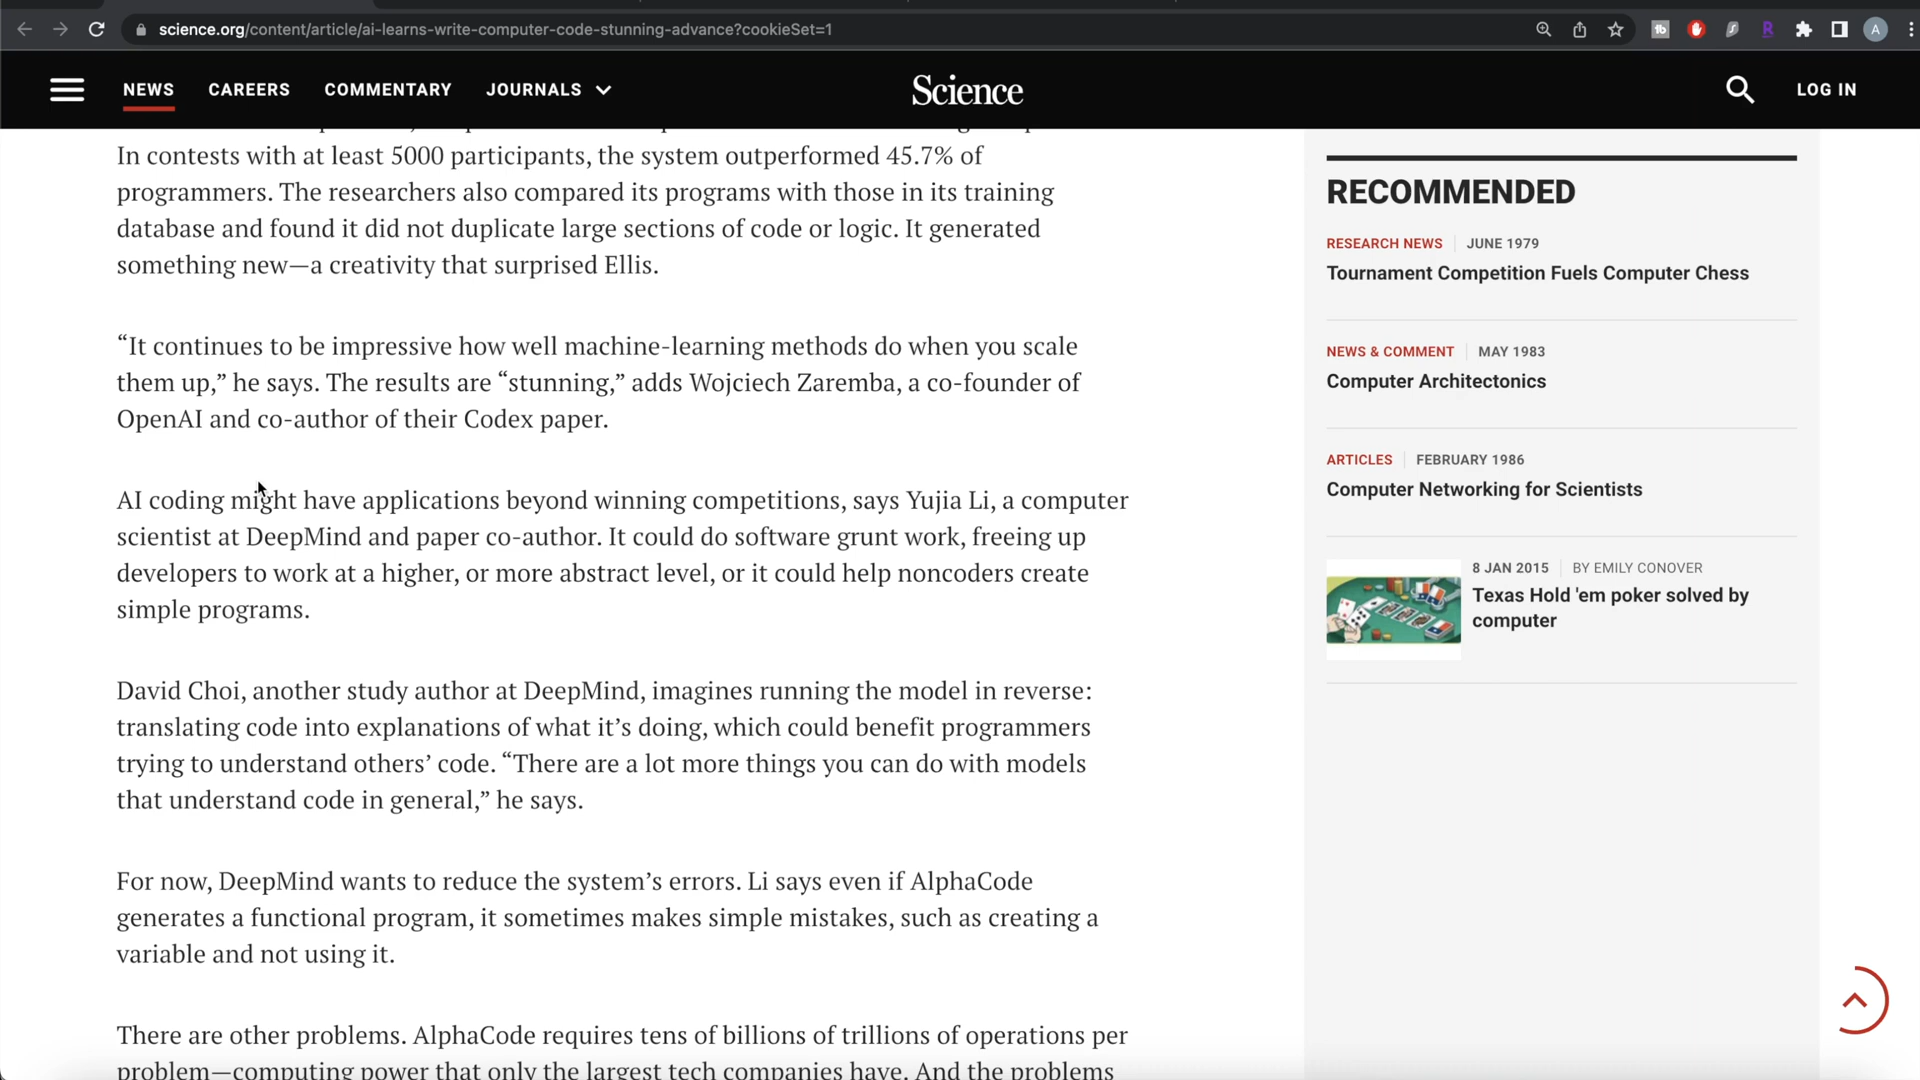 science.org/content/article/ai-learns-write-computer-code-stunning-advance?cookieSet=1
tb
R
A
NEWS
CAREERS
COMMENTARY
JOURNALS
Science
LOG IN
In contests with at least 5000 participants, the system outperformed 45.7% of
programmers. The researchers also compared its programs with those in its training
database and found it did not duplicate large sections of code or logic. It generated
something new—a creativity that surprised Ellis.
“It continues to be impressive how well machine-learning methods do when you scale
them up,” he says. The results are “stunning,” adds Wojciech Zaremba, a co-founder of
OpenAI and co-author of their Codex paper.
AI coding might have applications beyond winning competitions, says Yujia Li, a computer
scientist at DeepMind and paper co-author. It could do software grunt work, freeing up
developers to work at a higher, or more abstract level, or it could help noncoders create
simple programs.
David Choi, another study author at DeepMind, imagines running the model in reverse:
translating code into explanations of what it’s doing, which could benefit programmers
trying to understand others’ code. “There are a lot more things you can do with models
that understand code in general,” he says.
For now, DeepMind wants to reduce the system’s errors. Li says even if AlphaCode
generates a functional program, it sometimes makes simple mistakes, such as creating a
variable and not using it.
There are other problems. AlphaCode requires tens of billions of trillions of operations per
problem—computing power that only the largest tech companies have. And the problems
RECOMMENDED
RESEARCH NEWS JUNE 1979
Tournament Competition Fuels Computer Chess
NEWS & COMMENT MAY 1983
Computer Architectonics
ARTICLES FEBRUARY 1986
Computer Networking for Scientists
8 JAN 2015 BY EMILY CONOVER
Texas Hold 'em poker solved by
computer